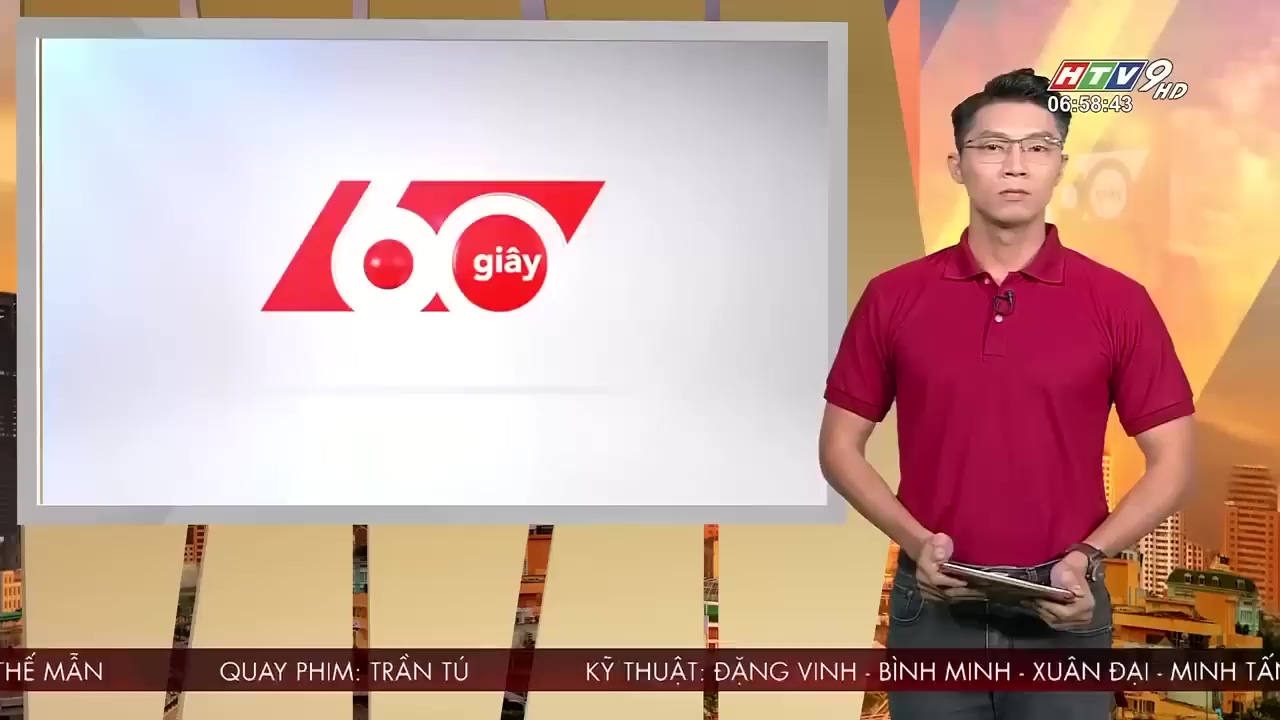 HTV9 HD
06:58:43
60 giây
giây
THẾ MẪN QUAY PHIM: TRẦN TÚ KỸ THUẬT: ĐẶNG VINH - BÌNH MINH - XUÂN ĐẠI - MINH TẤN